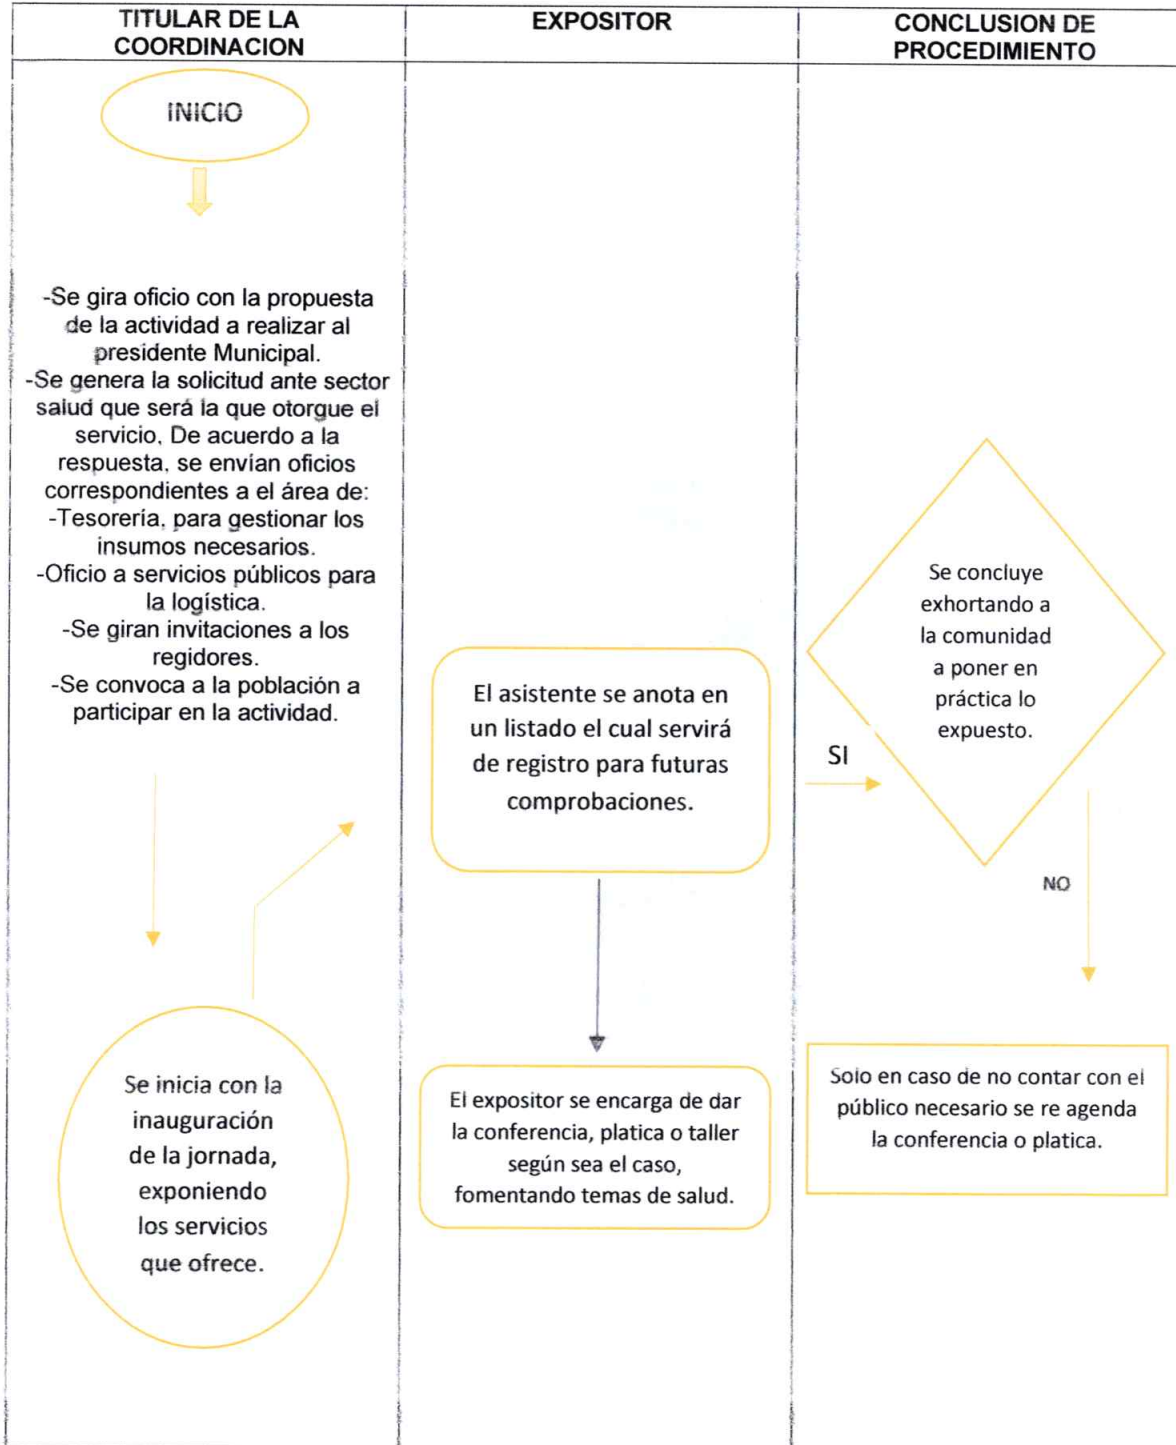 TITULAR DE LA
COORDINACION
EXPOSITOR
CONCLUSION DE
PROCEDIMIENTO
INICIO
-Se gira oficio con la propuesta
de la actividad a realizar al
presidente Municipal.
-Se genera la solicitud ante sector
salud que será la que otorgue el
servicio, De acuerdo a la
respuesta, se envían oficios
correspondientes a el área de:
-Tesorería, para gestionar los
insumos necesarios.
-Oficio a servicios públicos para
la logística.
-Se giran invitaciones a los
regidores.
-Se convoca a la población a
participar en la actividad.
Se inicia con la
inauguración
de la jornada,
exponiendo
los servicios
que ofrece.
El asistente se anota en
un listado el cual servirá
de registro para futuras
comprobaciones.
El expositor se encarga de dar
la conferencia, platica o taller
según sea el caso,
fomentando temas de salud.
SI
Se concluye
exhortando a
la comunidad
a poner en
práctica lo
expuesto.
NO
Solo en caso de no contar con el
público necesario se re agenda
la conferencia o platica.